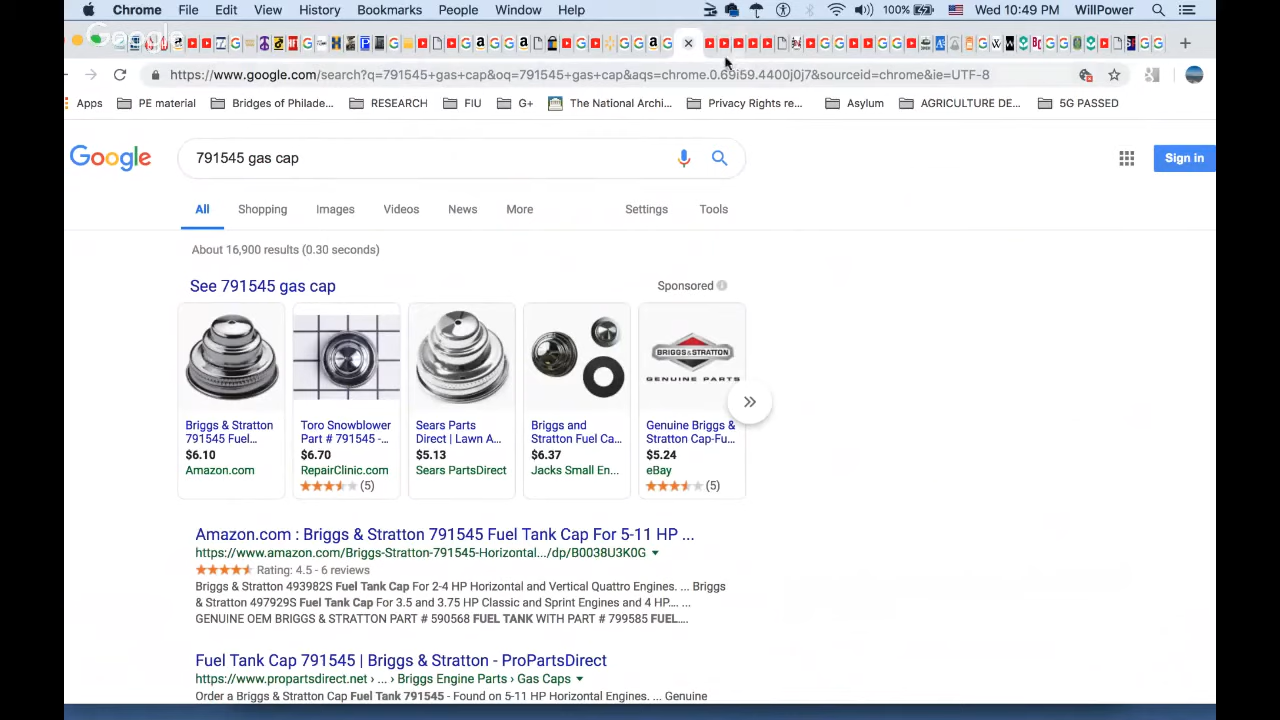 Chrome File Edit View History Bookmarks People Window Help 100% Wed 10:49 PM WillPower
Google
https://www.google.com/search?q=791545+gas+cap&oq=791545+gas+cap&aqs=chrome.0.69i59.4400j0j7&sourceid=chrome&ie=UTF-8
Apps PE material Bridges of Philade... RESEARCH FIU G+ The National Archi... Privacy Rights re... Asylum AGRICULTURE DE... 5G PASSED
Google 791545 gas cap Sign in
All Shopping Images Videos News More Settings Tools
About 16,900 results (0.30 seconds)
See 791545 gas cap Sponsored
BRIGGS&STRATTON
GENUINE PARTS
Briggs & Stratton 791545 Fuel...
$6.10
Amazon.com
Toro Snowblower Part # 791545 -...
$6.70
RepairClinic.com
(5)
Sears Parts Direct | Lawn A...
$5.13
Sears PartsDirect
Briggs and Stratton Fuel Ca...
$6.37
Jacks Small En...
Genuine Briggs & Stratton Cap-Fu...
$5.24
eBay
(5)
Amazon.com : Briggs & Stratton 791545 Fuel Tank Cap For 5-11 HP ...
https://www.amazon.com/Briggs-Stratton-791545-Horizontal.../dp/B0038U3K0G
Rating: 4.5 - 6 reviews
Briggs & Stratton 493982S Fuel Tank Cap For 2-4 HP Horizontal and Vertical Quattro Engines. ... Briggs
& Stratton 497929S Fuel Tank Cap For 3.5 and 3.75 HP Classic and Sprint Engines and 4 HP.... ...
GENUINE OEM BRIGGS & STRATTON PART # 590568 FUEL TANK WITH PART # 799585 FUEL....
Fuel Tank Cap 791545 | Briggs & Stratton - ProPartsDirect
https://www.propartsdirect.net › ... › Briggs Engine Parts › Gas Caps
Order a Briggs & Stratton Cap Fuel Tank 791545 - Found on 5-11 HP Horizontal Engines. ... Genuine